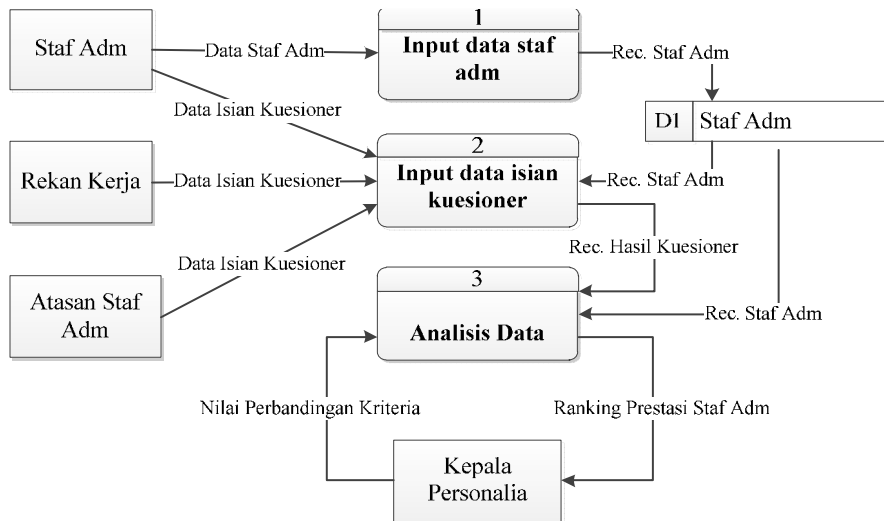 1
Staf Adm
Data Staf Adm
Input data staf
adm
Rec. Staf Adm
Data Isian Kuesioner
D1 Staf Adm
2
Rekan Kerja
Data Isian Kuesioner
Input data isian
kuesioner
Rec. Staf Adm
Rec. Hasil Kuesioner
Data Isian Kuesioner
3
Atasan Staf
Adm
Analisis Data
Rec. Staf Adm
Nilai Perbandingan Kriteria
Ranking Prestasi Staf Adm
Kepala
Personalia